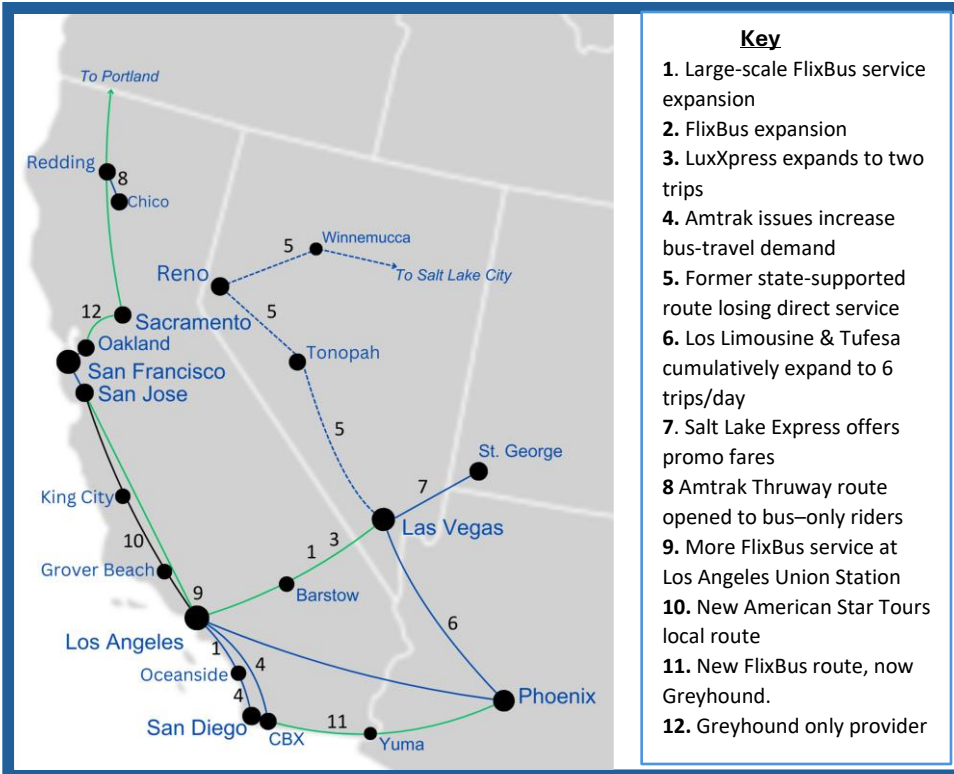 To Portland
Redding
8
Chico
Winnemucca
5
Reno
To Salt Lake City
5
12
Sacramento
Oakland
Tonopah
San Francisco
San Jose
5
St. George
7
King City
Las Vegas
10
3
1
Grover Beach
9
Barstow
Los Angeles
6
1
4
Oceanside
4
Phoenix
San Diego
11
CBX
Yuma
Key
1. Large-scale FlixBus service
expansion
2. FlixBus expansion
3. LuxXpress expands to two
trips
4. Amtrak issues increase
bus-travel demand
5. Former state-supported
route losing direct service
6. Los Limousine & Tufesa
cumulatively expand to 6
trips/day
7. Salt Lake Express offers
promo fares
8 Amtrak Thruway route
opened to bus–only riders
9. More FlixBus service at
Los Angeles Union Station
10. New American Star Tours
local route
11. New FlixBus route, now
Greyhound.
12. Greyhound only provider